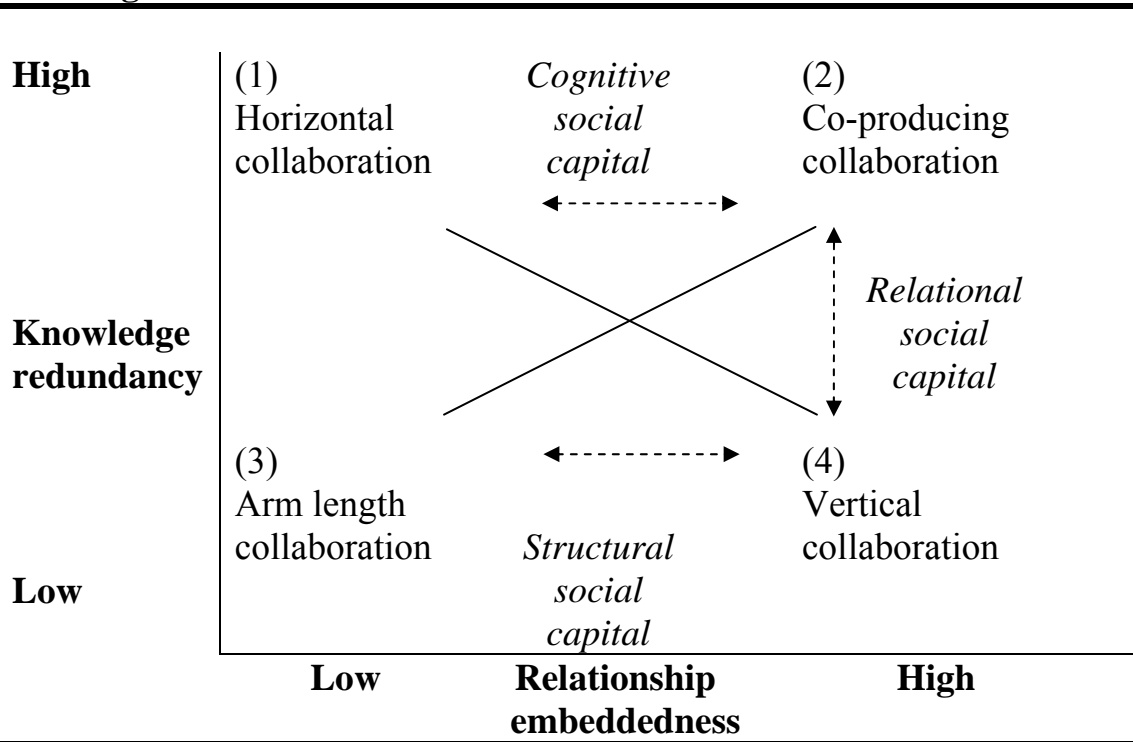 High
(1)
Horizontal
collaboration
Cognitive
social
capital
(2)
Co-producing
collaboration
Knowledge
redundancy
Relational
social
capital
(3)
Arm length
collaboration
Structural
social
capital
(4)
Vertical
collaboration
Low
Low
Relationship
embeddedness
High